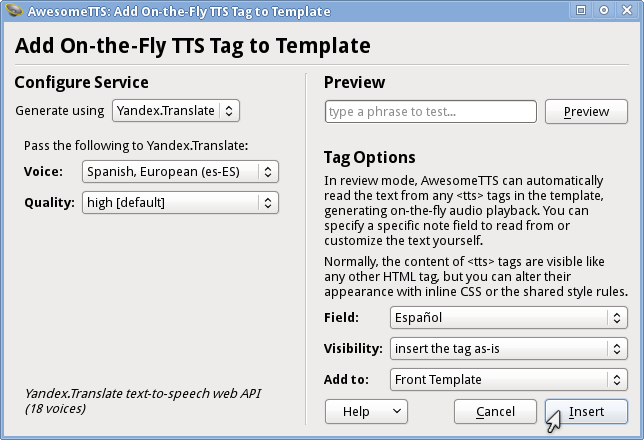 AwesomeTTS: Add On-the-Fly TTS Tag to Template
Add On-the-Fly TTS Tag to Template
Configure Service
Generate using Yandex.Translate
Pass the following to Yandex.Translate:
Voice: Spanish, European (es-ES)
Quality: high [default]
Yandex.Translate text-to-speech web API
(18 voices)
Preview
type a phrase to test... Preview
Tag Options
In review mode, AwesomeTTS can automatically
read the text from any <tts> tags in the template,
generating on-the-fly audio playback. You can
specify a specific note field to read from or
customize the text yourself.
Normally, the content of <tts> tags are visible like
any other HTML tag, but you can alter their
appearance with inline CSS or the shared style rules.
Field: Español
Visibility: insert the tag as-is
Add to: Front Template
Help Cancel Insert